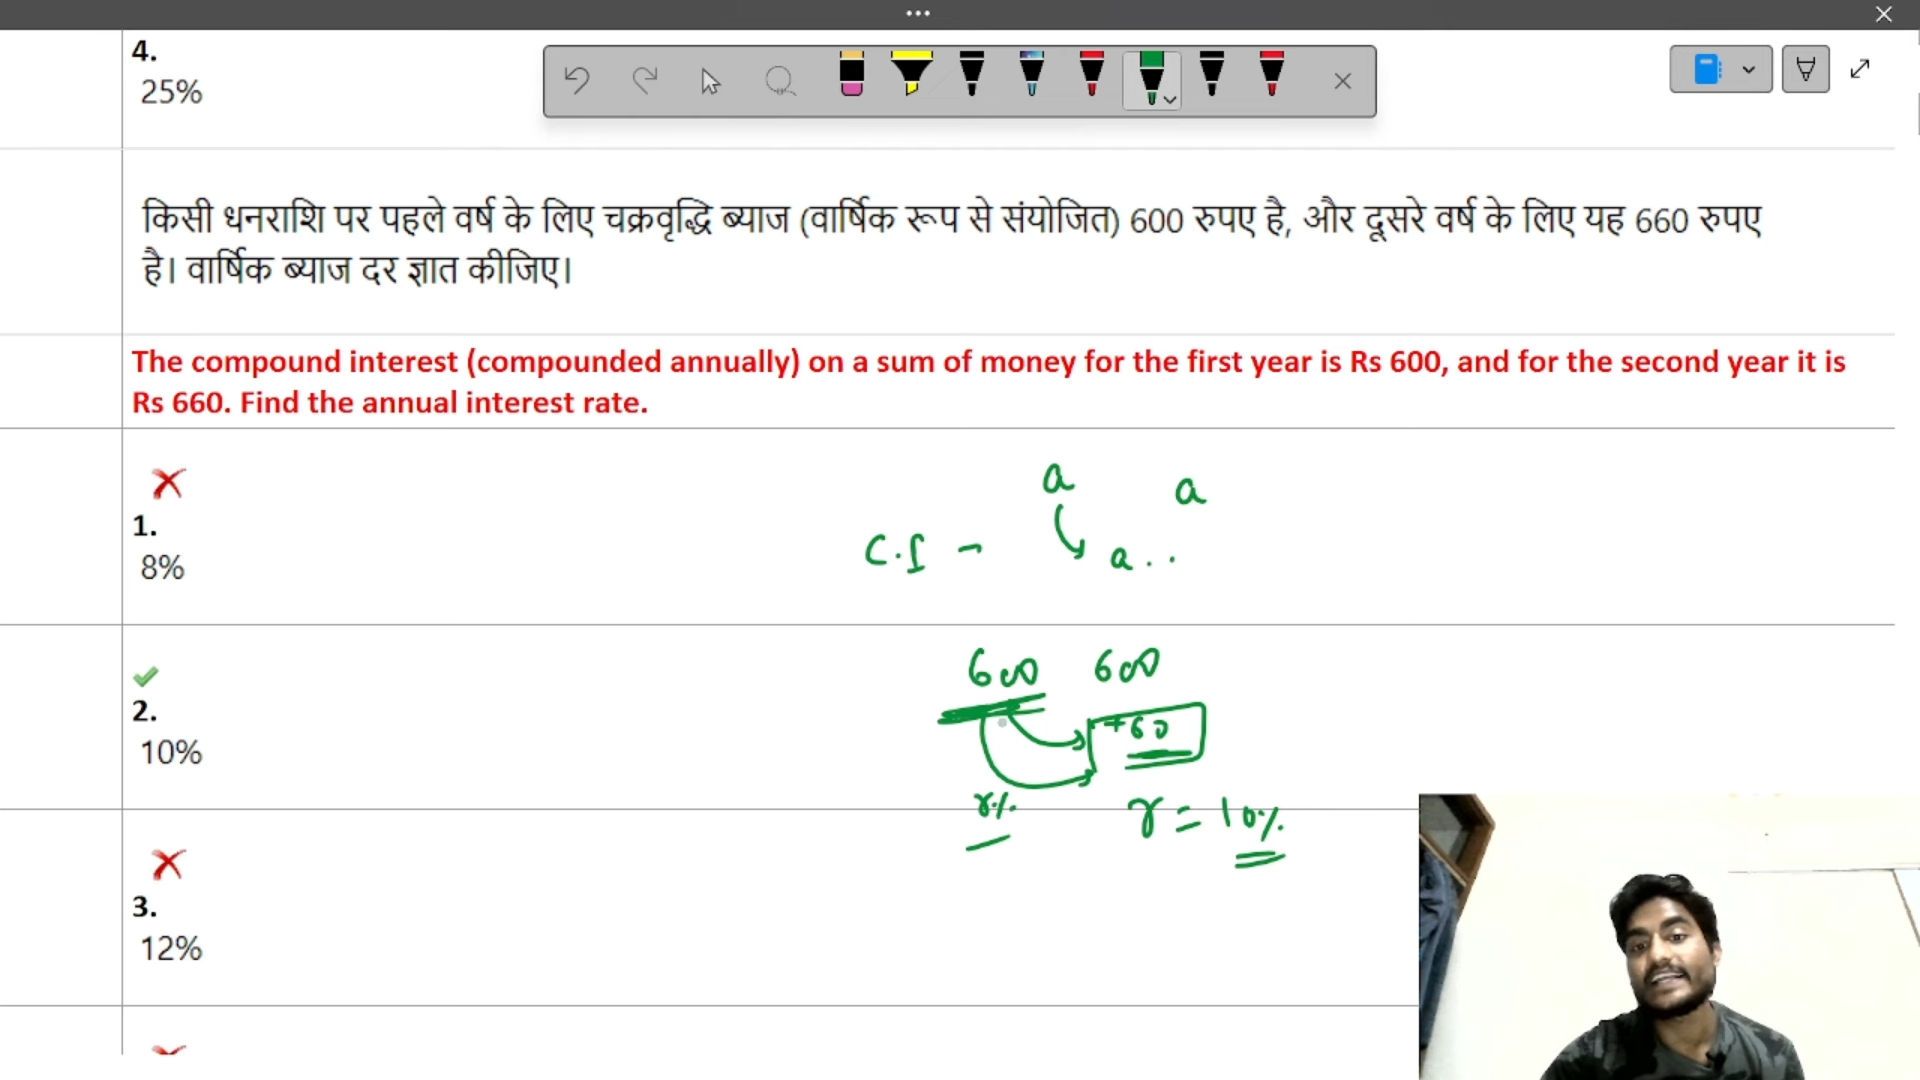 4.
25%
किसी धनराशि पर पहले वर्ष के लिए चक्रवृद्धि ब्याज (वार्षिक रूप से संयोजित) 600 रुपए है, और दूसरे वर्ष के लिए यह 660 रुपए
है। वार्षिक ब्याज दर ज्ञात कीजिए।
The compound interest (compounded annually) on a sum of money for the first year is Rs 600, and for the second year it is
Rs 660. Find the annual interest rate.
1.
8%
a a
C.I - a..
2.
10%
600 600
+60
r% r = 10%
3.
12%